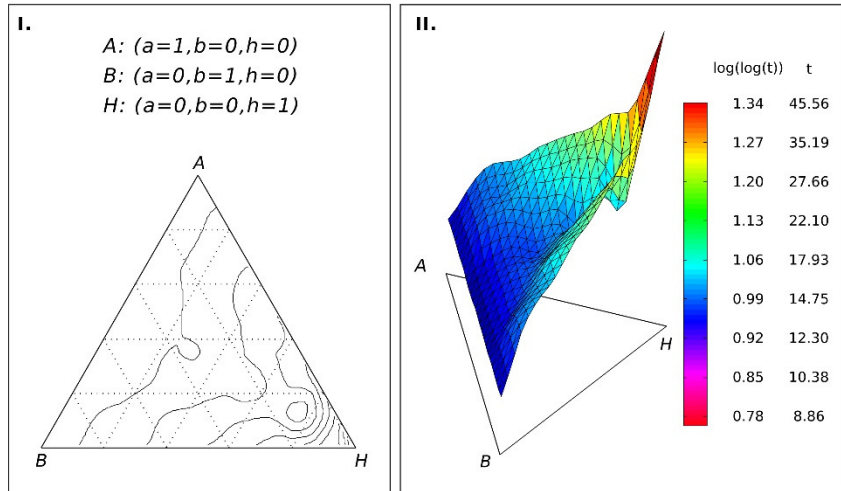 I.
A: (a=1,b=0,h=0)
B: (a=0,b=1,h=0)
H: (a=0,b=0,h=1)
A
B
H
II.
log(log(t)) t
1.34 45.56
1.27 35.19
1.20 27.66
1.13 22.10
1.06 17.93
0.99 14.75
0.92 12.30
0.85 10.38
0.78 8.86
A
H
B